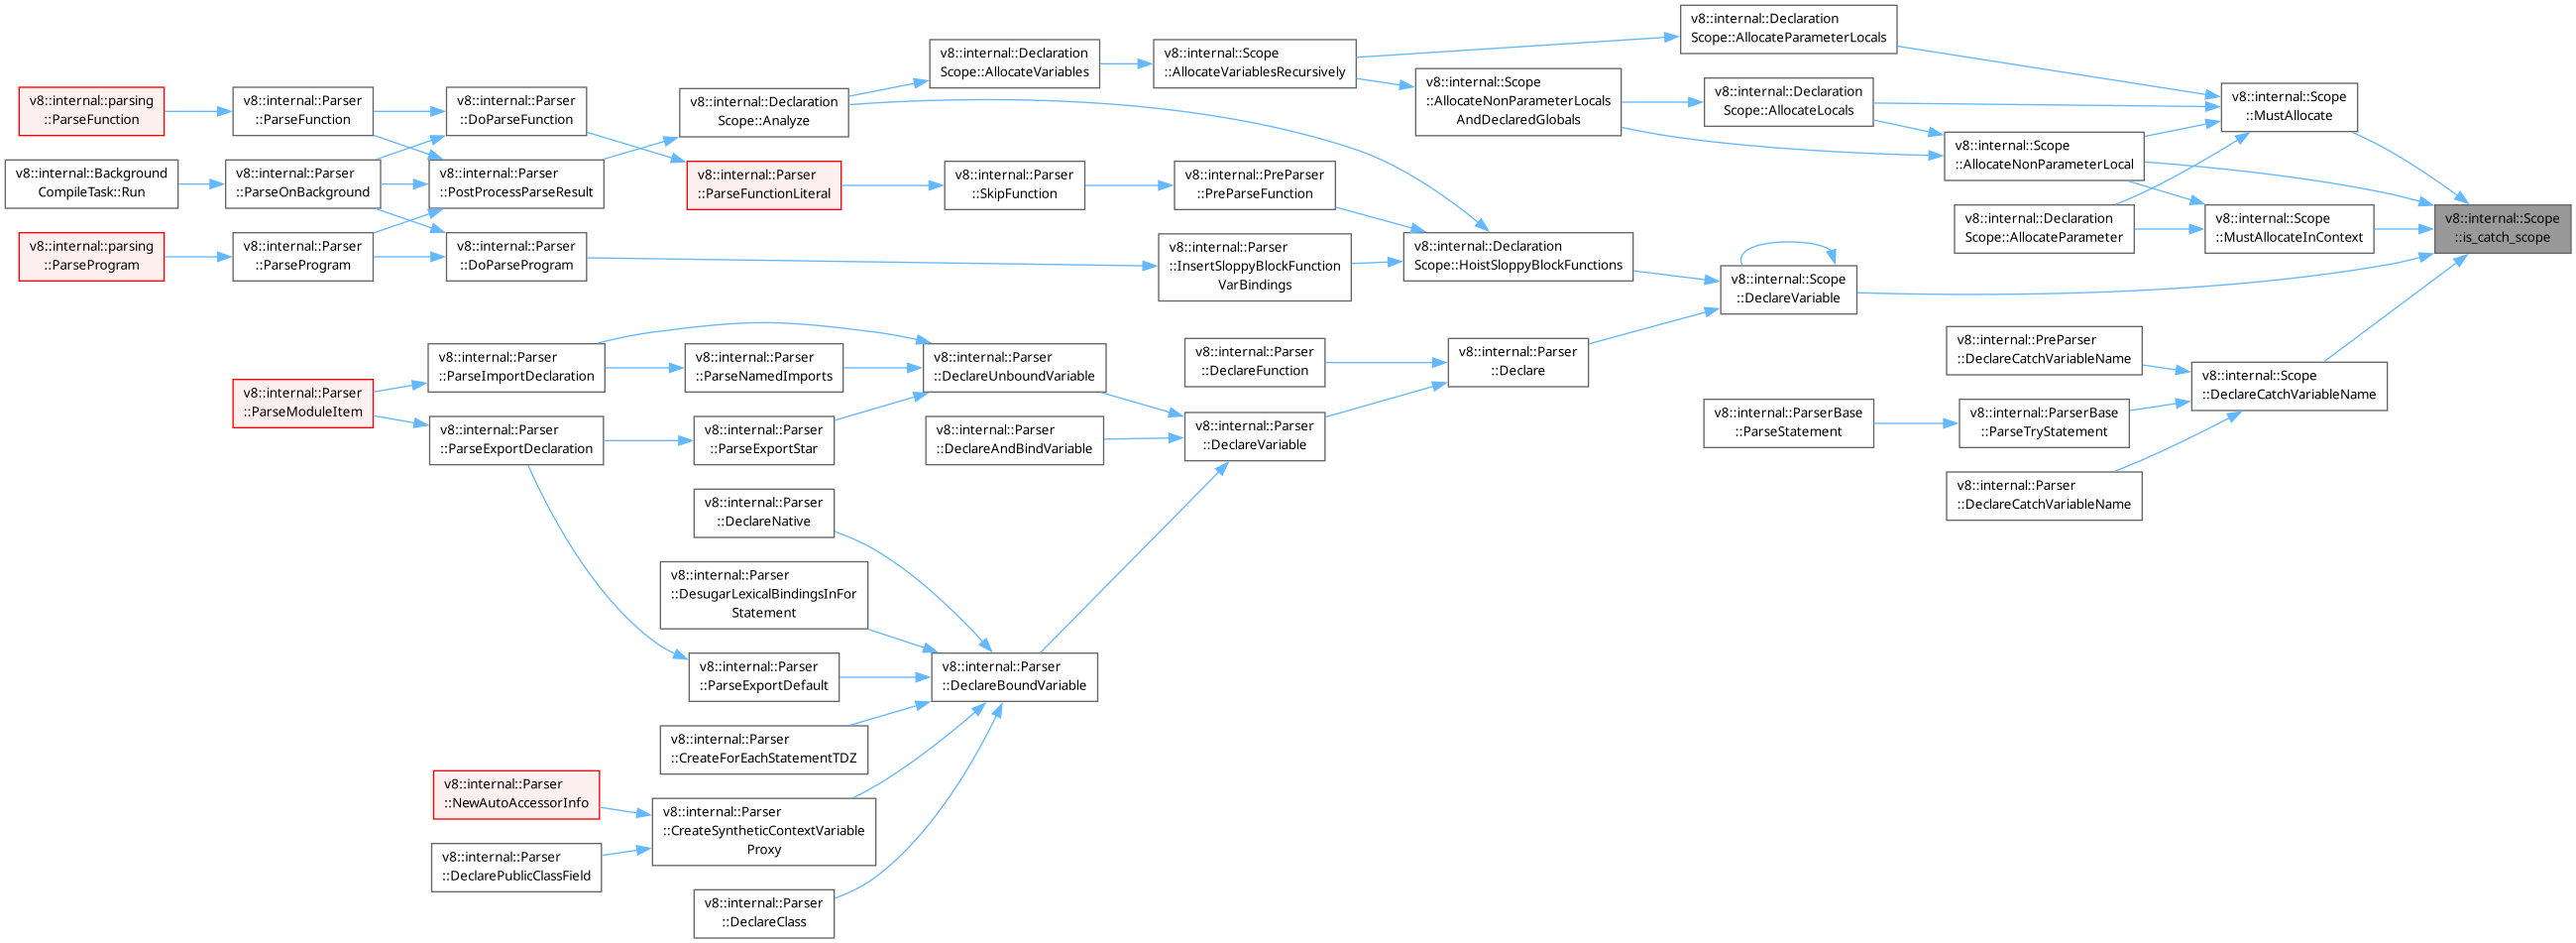 v8::internal::parsing
::ParseFunction
v8::internal::Background
CompileTask::Run
v8::internal::parsing
::ParseProgram
v8::internal::Parser
::ParseFunction
v8::internal::Parser
::ParseOnBackground
v8::internal::Parser
::ParseProgram
v8::internal::Parser
::ParseModuleItem
v8::internal::Parser
::DoParseFunction
v8::internal::Parser
::PostProcessParseResult
v8::internal::Parser
::DoParseProgram
v8::internal::Parser
::ParseImportDeclaration
v8::internal::Parser
::ParseExportDeclaration
v8::internal::Parser
::NewAutoAccessorInfo
v8::internal::Parser
::DeclarePublicClassField
v8::internal::Declaration
Scope::Analyze
v8::internal::Parser
::ParseFunctionLiteral
v8::internal::Parser
::ParseNamedImports
v8::internal::Parser
::ParseExportStar
v8::internal::Parser
::DeclareNative
v8::internal::Parser
::DesugarLexicalBindingsInFor
Statement
v8::internal::Parser
::ParseExportDefault
v8::internal::Parser
::CreateForEachStatementTDZ
v8::internal::Parser
::CreateSyntheticContextVariable
Proxy
v8::internal::Parser
::DeclareClass
v8::internal::Declaration
Scope::AllocateVariables
v8::internal::Parser
::SkipFunction
v8::internal::Parser
::DeclareUnboundVariable
v8::internal::Parser
::DeclareAndBindVariable
v8::internal::Parser
::DeclareBoundVariable
v8::internal::Scope
::AllocateVariablesRecursively
v8::internal::PreParser
::PreParseFunction
v8::internal::Parser
::InsertSloppyBlockFunction
VarBindings
v8::internal::Parser
::DeclareFunction
v8::internal::Parser
::DeclareVariable
v8::internal::Scope
::AllocateNonParameterLocals
AndDeclaredGlobals
v8::internal::Declaration
Scope::HoistSloppyBlockFunctions
v8::internal::Parser
::Declare
v8::internal::Declaration
Scope::AllocateParameterLocals
v8::internal::Declaration
Scope::AllocateLocals
v8::internal::Scope
::DeclareVariable
v8::internal::ParserBase
::ParseStatement
v8::internal::Scope
::AllocateNonParameterLocal
v8::internal::Declaration
Scope::AllocateParameter
v8::internal::PreParser
::DeclareCatchVariableName
v8::internal::ParserBase
::ParseTryStatement
v8::internal::Parser
::DeclareCatchVariableName
v8::internal::Scope
::MustAllocate
v8::internal::Scope
::MustAllocateInContext
v8::internal::Scope
::DeclareCatchVariableName
v8::internal::Scope
::is_catch_scope